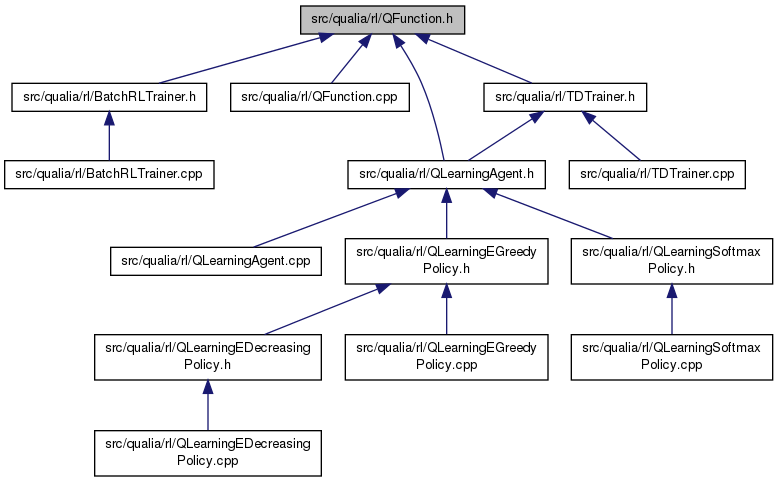 src/qualia/rl/QFunction.h
src/qualia/rl/BatchRLTrainer.h
src/qualia/rl/QFunction.cpp
src/qualia/rl/TDTrainer.h
src/qualia/rl/BatchRLTrainer.cpp
src/qualia/rl/QLearningAgent.h
src/qualia/rl/TDTrainer.cpp
src/qualia/rl/QLearningAgent.cpp
src/qualia/rl/QLearningEGreedy
Policy.h
src/qualia/rl/QLearningSoftmax
Policy.h
src/qualia/rl/QLearningEDecreasing
Policy.h
src/qualia/rl/QLearningEGreedy
Policy.cpp
src/qualia/rl/QLearningSoftmax
Policy.cpp
src/qualia/rl/QLearningEDecreasing
Policy.cpp